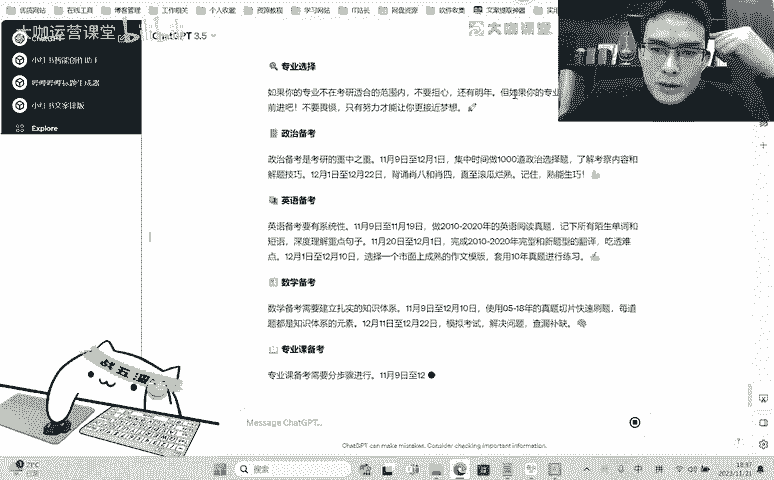 优质博客
在线工具
博客管理
工作相关
个人收藏
资源教程
学习网站
IT站长
网盘资源
软件收集
大咖运营课堂
bilibili
ChatGPT 3.5
大咖课堂
小红书智能创作助手
小红书文案排版
Explore
专业选择
如果你的专业不在考研适合的范围内,不要担心,还有明年。但如果你的专业
前进吧!不要畏惧,只有努力才能让你更接近梦想。
政治备考
政治备考是考研的重中之重。11月9日至12月1日,集中时间做1000道政治选择题,了解考察内容和
解题技巧。12月1日至12月22日,背诵肖八和肖四,直至滚瓜烂熟。记住,熟能生巧!
英语备考
英语备考要有系统性。11月9日至11月19日,做2010-2020年的英语阅读真题,记下所有陌生单词和
短语,深度理解重点句子。11月20日至12月1日,完成2010-2020年完型和新题型的翻译,吃透难
点。12月1日至12月10日,选择一个市面上成熟的作文模版,套用10年真题进行练习。
数学备考
数学备考需要建立扎实的知识体系。11月9日至12月10日,使用05-18年的真题切片快速刷题,每道
题都是知识体系的元素。12月11日至12月22日,模拟考试,解决问题,查漏补缺。
专业课备考
专业课备考需要分步骤进行。11月9日至12
Message ChatGPT...
ChatGPT can make mistakes. Consider checking important information.
搜索
中
拼
18:37
2023/11/21